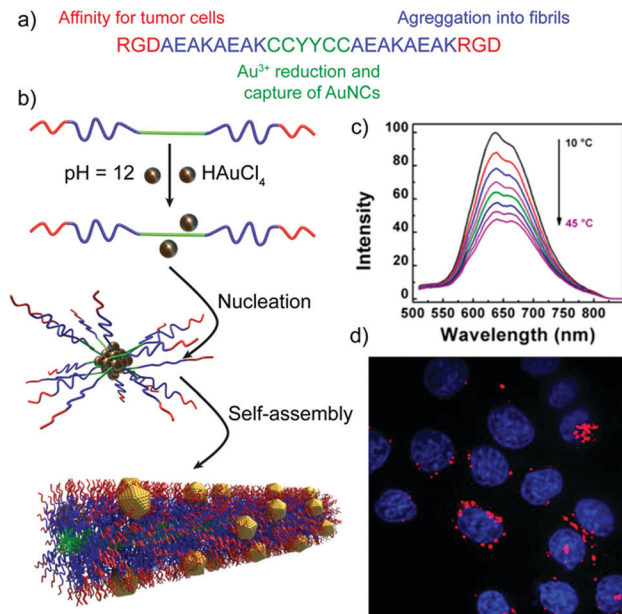 a)
Affinity for tumor cells
Agreggation into fibrils
RGDAEAKAEAKCCYYCCAEAKAEAKRGD
Au³⁺ reduction and
capture of AuNCs
b)
pH = 12
HAuCl₄
Nucleation
Self-assembly
c)
100
80
60
40
20
0
Intensity
10 °C
45 °C
500 550 600 650 700 750 800
Wavelength (nm)
d)